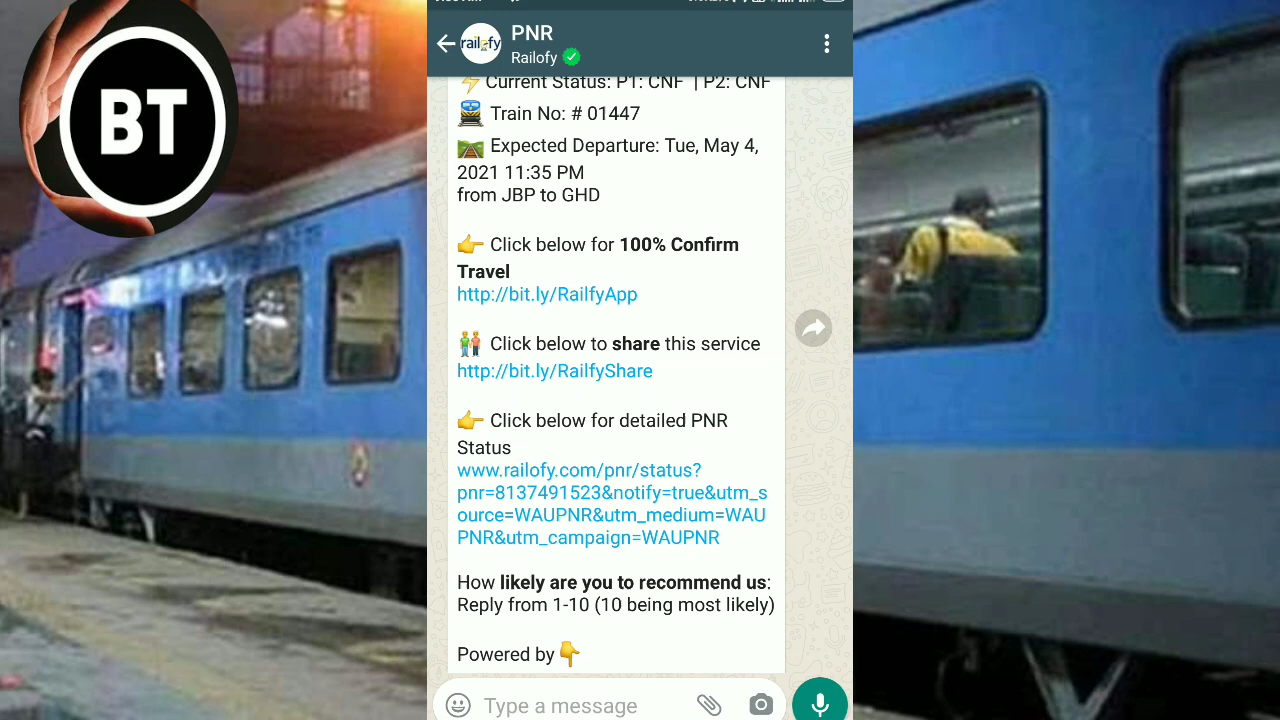 BT
railofy
PNR
Railofy
Current Status: P1: CNF | P2: CNF
Train No: # 01447
Expected Departure: Tue, May 4,
2021 11:35 PM
from JBP to GHD
👉 Click below for 100% Confirm
Travel
http://bit.ly/RailfyApp
Click below to share this service
http://bit.ly/RailfyShare
👉 Click below for detailed PNR
Status
www.railofy.com/pnr/status?
pnr=8137491523&notify=true&utm_s
ource=WAUPNR&utm_medium=WAU
PNR&utm_campaign=WAUPNR
How likely are you to recommend us:
Reply from 1-10 (10 being most likely)
Powered by👇
Type a message